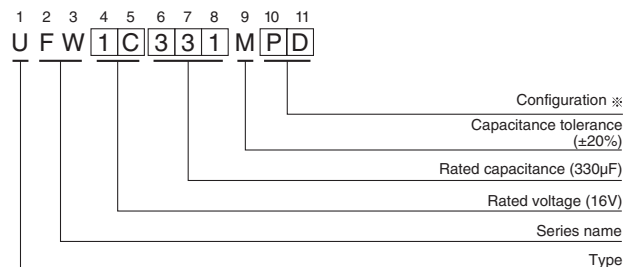 1 2 3 4 5 6 7 8 9 10 11
U F W 1 C 3 3 1 M P D
Configuration ※
Capacitance tolerance
(±20%)
Rated capacitance (330µF)
Rated voltage (16V)
Series name
Type